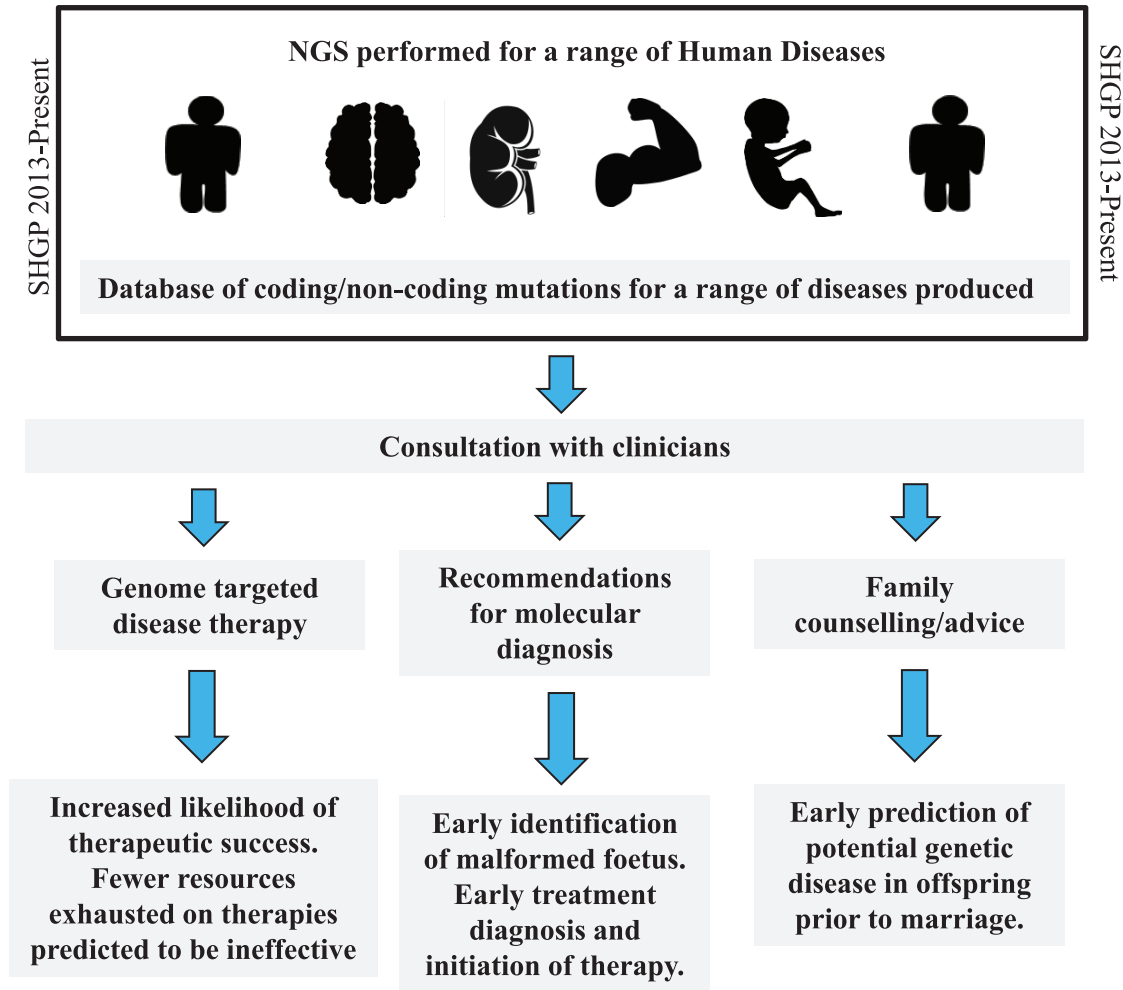 NGS performed for a range of Human Diseases
SHGP 2013-Present
SHGP 2013-Present
Database of coding/non-coding mutations for a range of diseases produced
Consultation with clinicians
Genome targeted
disease therapy
Recommendations
for molecular
diagnosis
Family
counselling/advice
Increased likelihood of
therapeutic success.
Fewer resources
exhausted on therapies
predicted to be ineffective
Early identification
of malformed foetus.
Early treatment
diagnosis and
initiation of therapy.
Early prediction of
potential genetic
disease in offspring
prior to marriage.